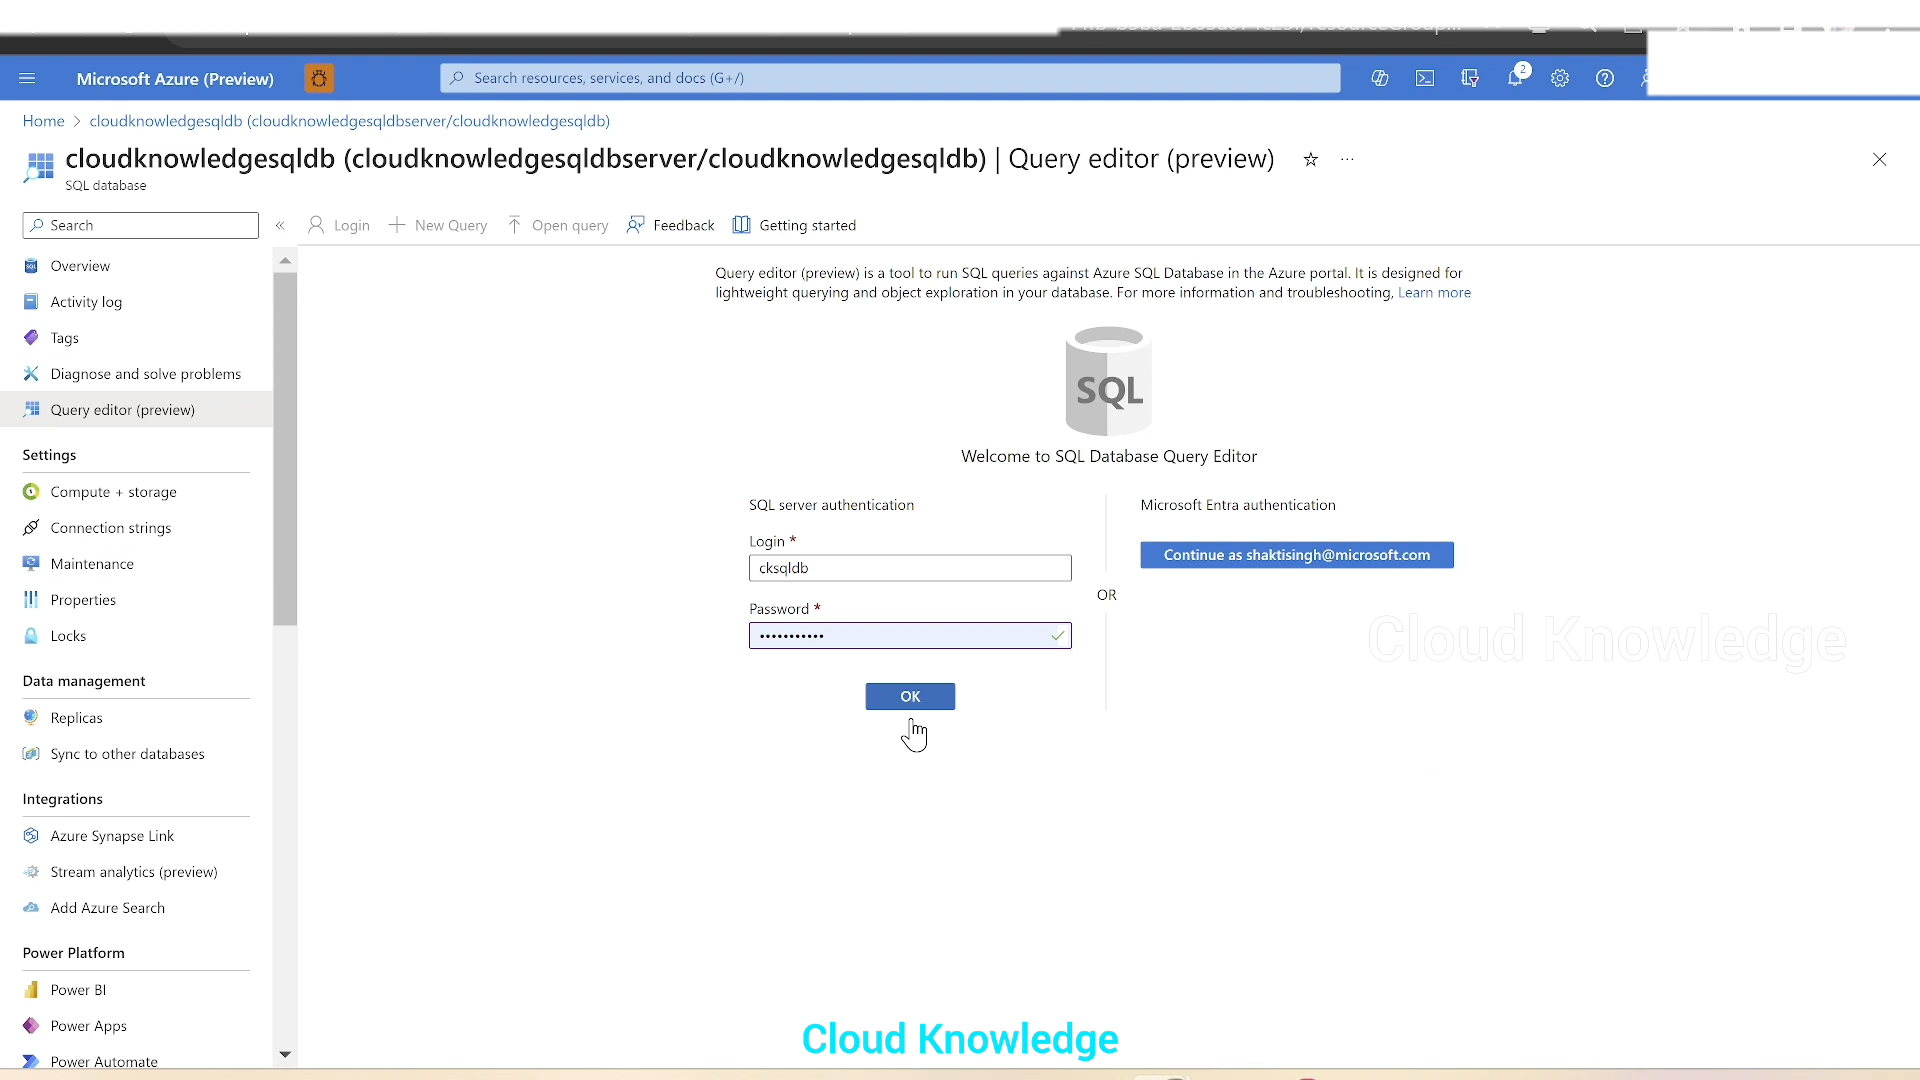 Microsoft Azure (Preview)
Search resources, services, and docs (G+/)
2
Home > cloudknowledgesqldb (cloudknowledgesqldbserver/cloudknowledgesqldb)
cloudknowledgesqldb (cloudknowledgesqldbserver/cloudknowledgesqldb) | Query editor (preview)
SQL database
Search
Login
New Query
Open query
Feedback
Getting started
Overview
Activity log
Tags
Diagnose and solve problems
Query editor (preview)
Settings
Compute + storage
Connection strings
Maintenance
Properties
Locks
Data management
Replicas
Sync to other databases
Integrations
Azure Synapse Link
Stream analytics (preview)
Add Azure Search
Power Platform
Power BI
Power Apps
Power Automate
Query editor (preview) is a tool to run SQL queries against Azure SQL Database in the Azure portal. It is designed for
lightweight querying and object exploration in your database. For more information and troubleshooting, Learn more
SQL
Welcome to SQL Database Query Editor
SQL server authentication
Login *
cksqldb
Password *
•••••••••••
OK
OR
Microsoft Entra authentication
Continue as shaktisingh@microsoft.com
Cloud Knowledge
Cloud Knowledge